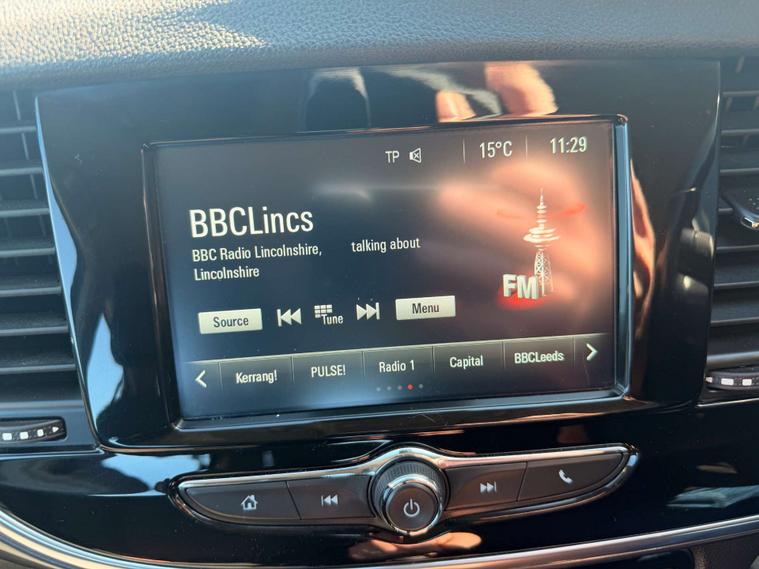 TP
15°C
11:29
BBCLincs
BBC Radio Lincolnshire, talking about
Lincolnshire
FM
Source
Tune
Menu
Kerrang!
PULSE!
Radio 1
Capital
BBCLeeds